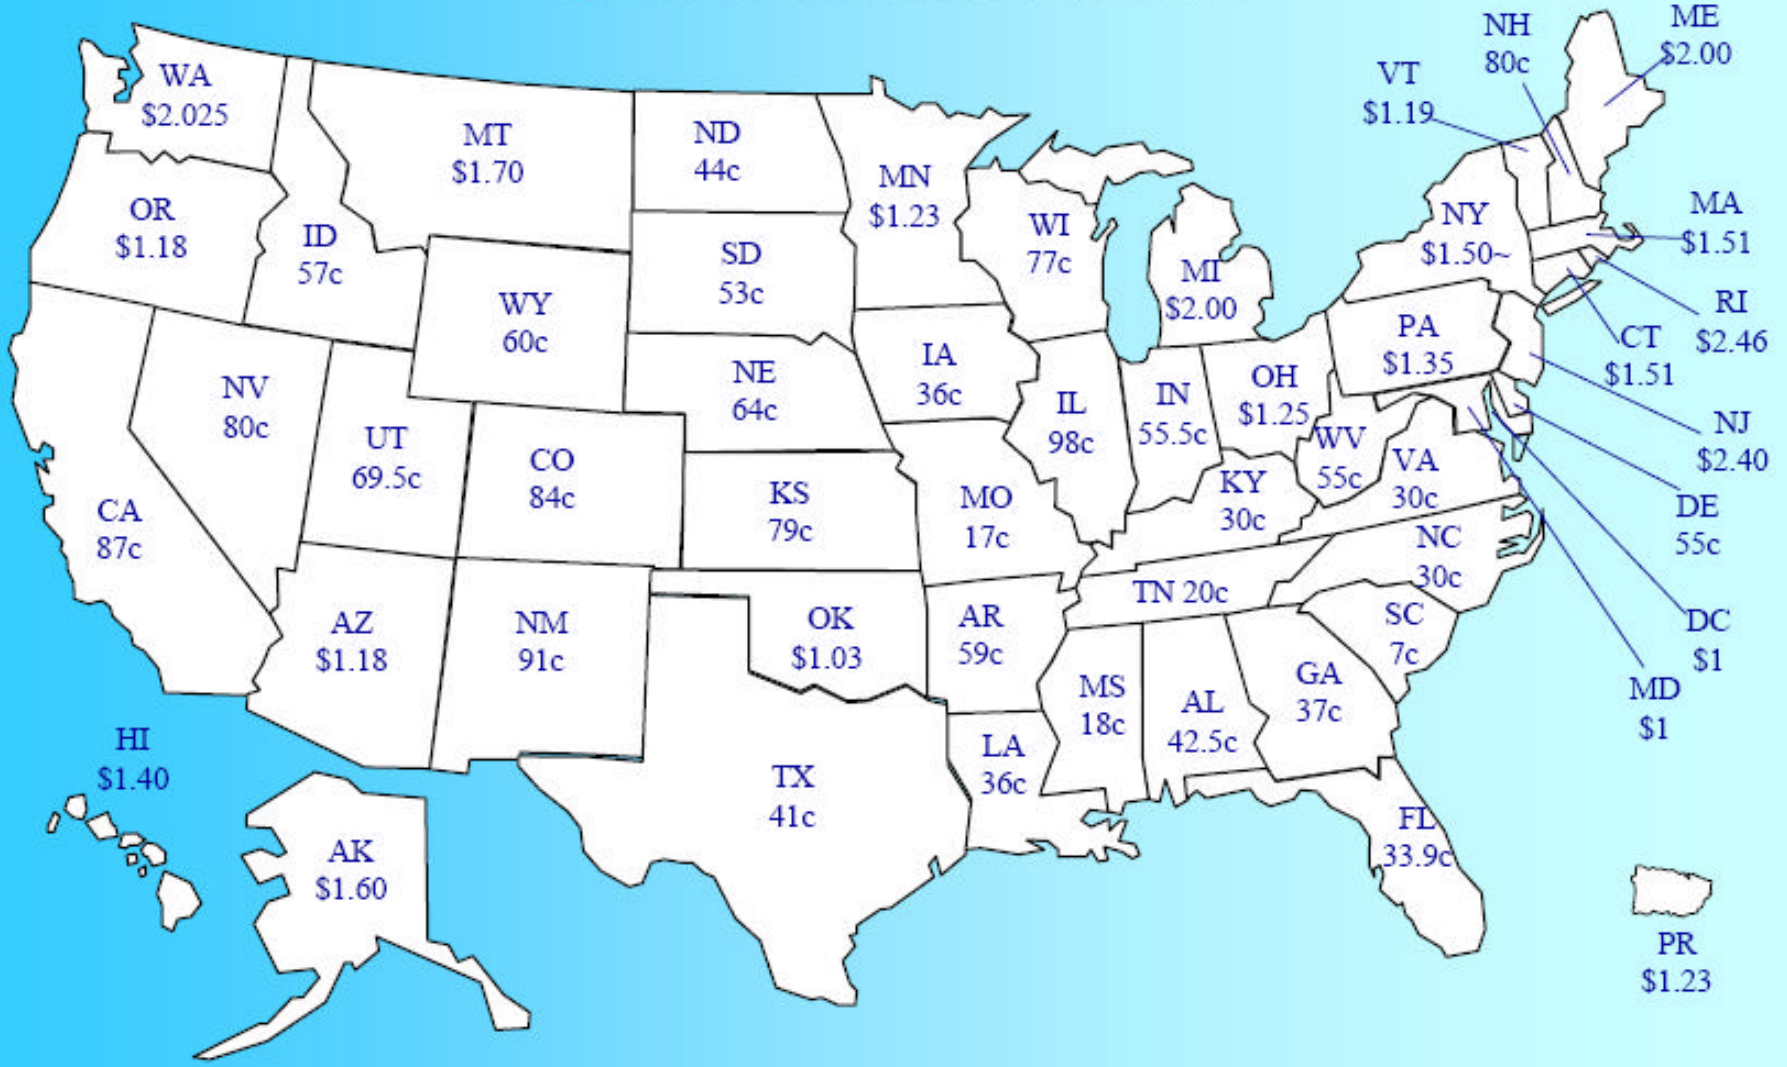 WA
$2.025
MT
$1.70
ND
44c
MN
$1.23
OR
$1.18
ID
57c
SD
53c
WI
77c
MI
$2.00
NY
$1.50~
VT
$1.19
NH
80c
ME
$2.00
MA
$1.51
RI
$2.46
CT
$1.51
WY
60c
NV
80c
UT
69.5c
CO
84c
NE
64c
IA
36c
IL
98c
IN
55.5c
OH
$1.25
PA
$1.35
NJ
$2.40
WV
55c
VA
30c
DE
55c
CA
87c
KS
79c
MO
17c
KY
30c
NC
30c
TN 20c
DC
$1
MD
$1
AZ
$1.18
NM
91c
OK
$1.03
AR
59c
SC
7c
MS
18c
AL
42.5c
GA
37c
LA
36c
TX
41c
FL
33.9c
HI
$1.40
AK
$1.60
PR
$1.23